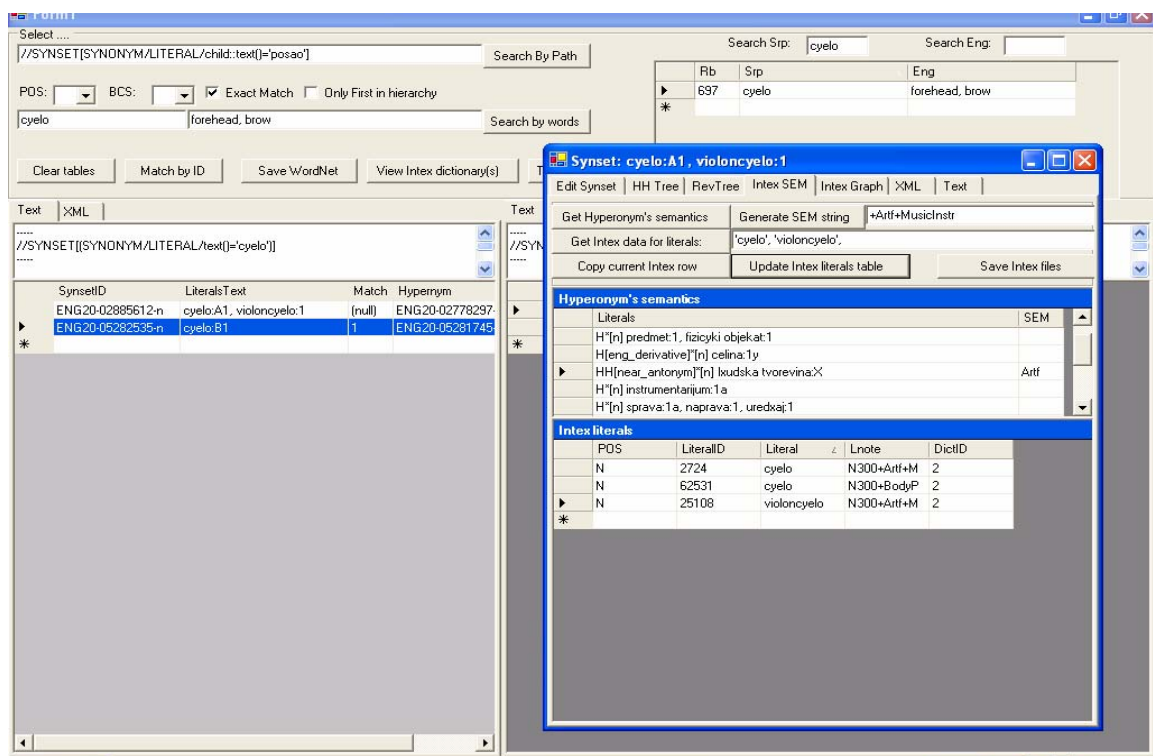 Form1
Select ....
//SYNSET[SYNONYM/LITERAL/child::text()='posao']
Search By Path
POS:
BCS:
Exact Match
Only First in hierarchy
cyelo
forehead, brow
Search by words
Clear tables
Match by ID
Save WordNet
View Intex dictionary(s)
T
Search Srp:
cyelo
Search Eng:
Rb Srp Eng
697 cyelo forehead, brow
Text XML
-----
//SYNSET[(SYNONYM/LITERAL/text()='cyelo')]
-----
SynsetID LiteralsText Match Hypernym
ENG20-02885612-n cyelo:A1, violoncyelo:1 (null) ENG20-02778297-
ENG20-05282535-n cyelo:B1 1 ENG20-05281745-
Text
-----
//SYN
-----
Synset: cyelo:A1, violoncyelo:1
Edit Synset HH Tree RevTree Intex SEM Intex Graph XML Text
Get Hyperonym's semantics Generate SEM string +Artf+MusicInstr
Get Intex data for literals: 'cyelo', 'violoncyelo',
Copy current Intex row Update Intex literals table Save Intex files
Hyperonym's semantics
Literals SEM
H*[n] predmet:1, fizicyki objekat:1
H[eng_derivative]*[n] celina:1y
HH[near_antonym]*[n] lxudska tvorevina:X Artf
H*[n] instrumentarijum:1a
H*[n] sprava:1a, naprava:1, uredxaj:1
Intex literals
POS LiteralID Literal Lnote DictID
N 2724 cyelo N300+Artf+M 2
N 62531 cyelo N300+BodyP 2
N 25108 violoncyelo N300+Artf+M 2